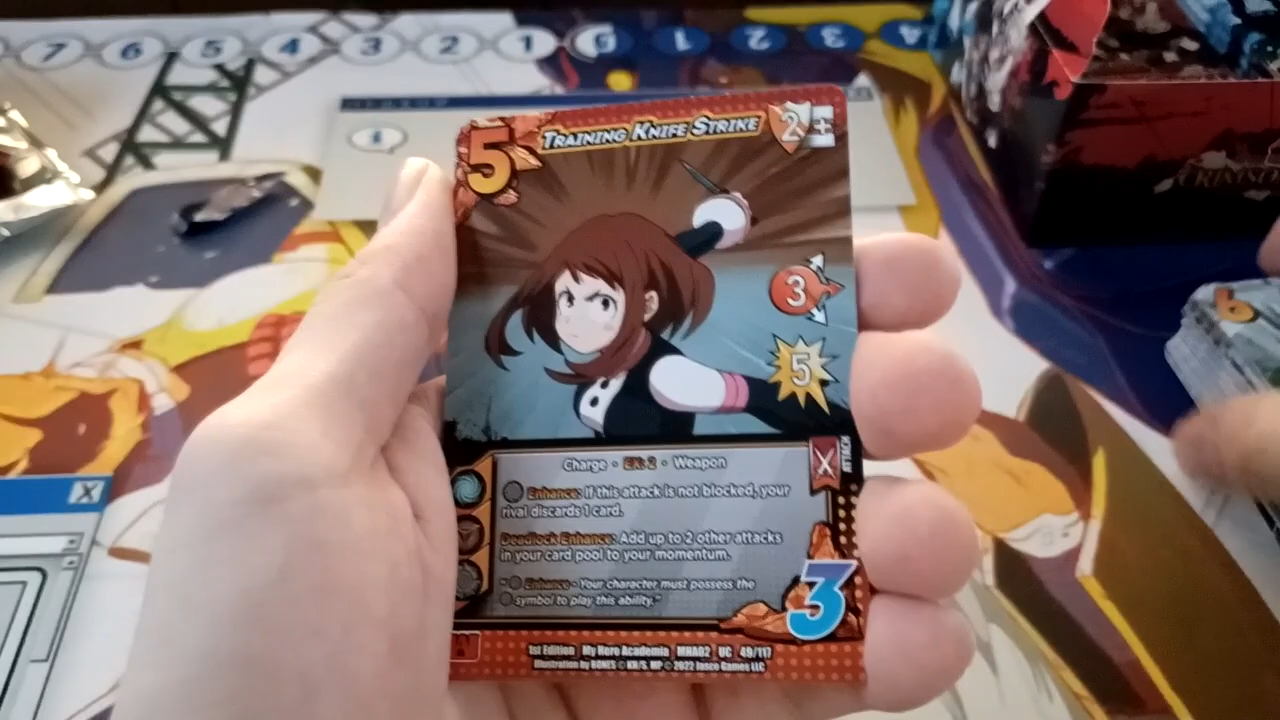 7 6 5 4 3 2 1 0 1 2 3 4
4
5 TRAINING KNIFE STRIKE 2 +
3
5
ATTACK
Charge • EX: 2 • Weapon
Enhance: If this attack is not blocked, your
rival discards 1 card.
Deadlock Enhance: Add up to 2 other attacks
in your card pool to your momentum.
"Enhance - Your character must possess the
symbol to play this ability."
3
1st Edition My Hero Academia MHA02 UC 49/117
Illustration by BONES © KH/S, MP © 2022 Jasco Games LLC
X
6
CRIMSO